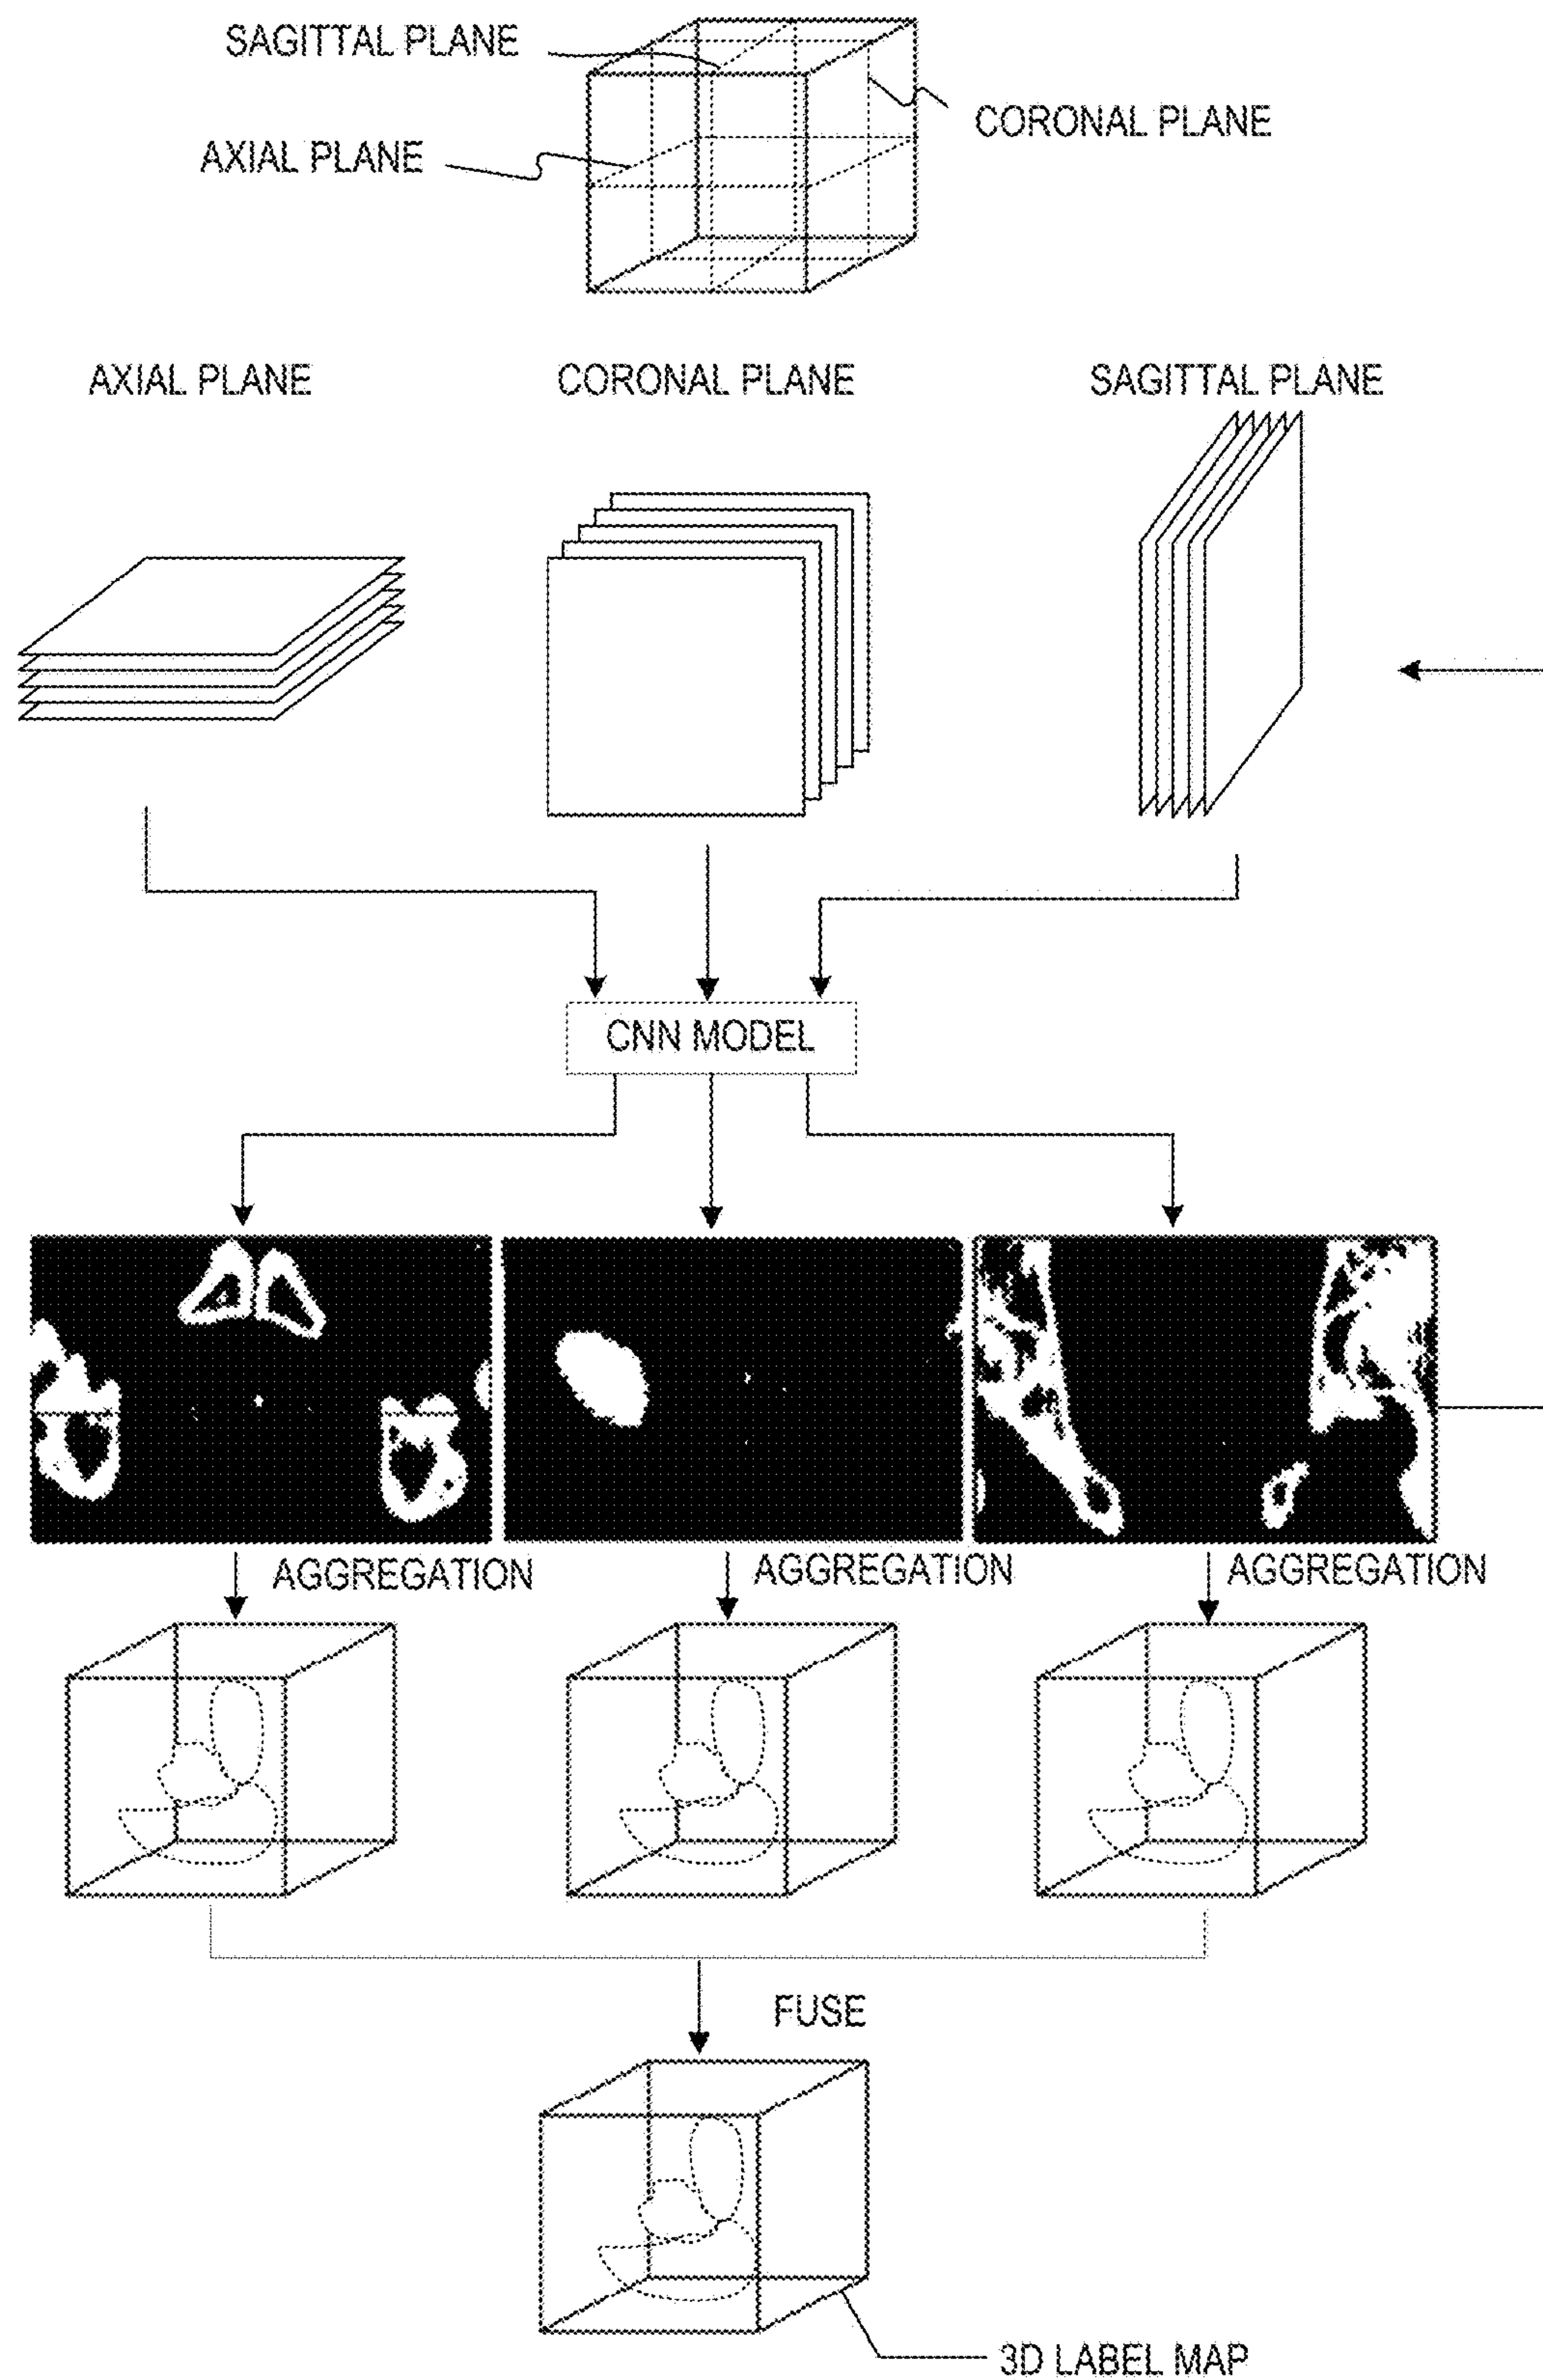 SAGITTAL PLANE
CORONAL PLANE
AXIAL PLANE
AXIAL PLANE
CORONAL PLANE
SAGITTAL PLANE
CNN MODEL
AGGREGATION
AGGREGATION
AGGREGATION
FUSE
3D LABEL MAP